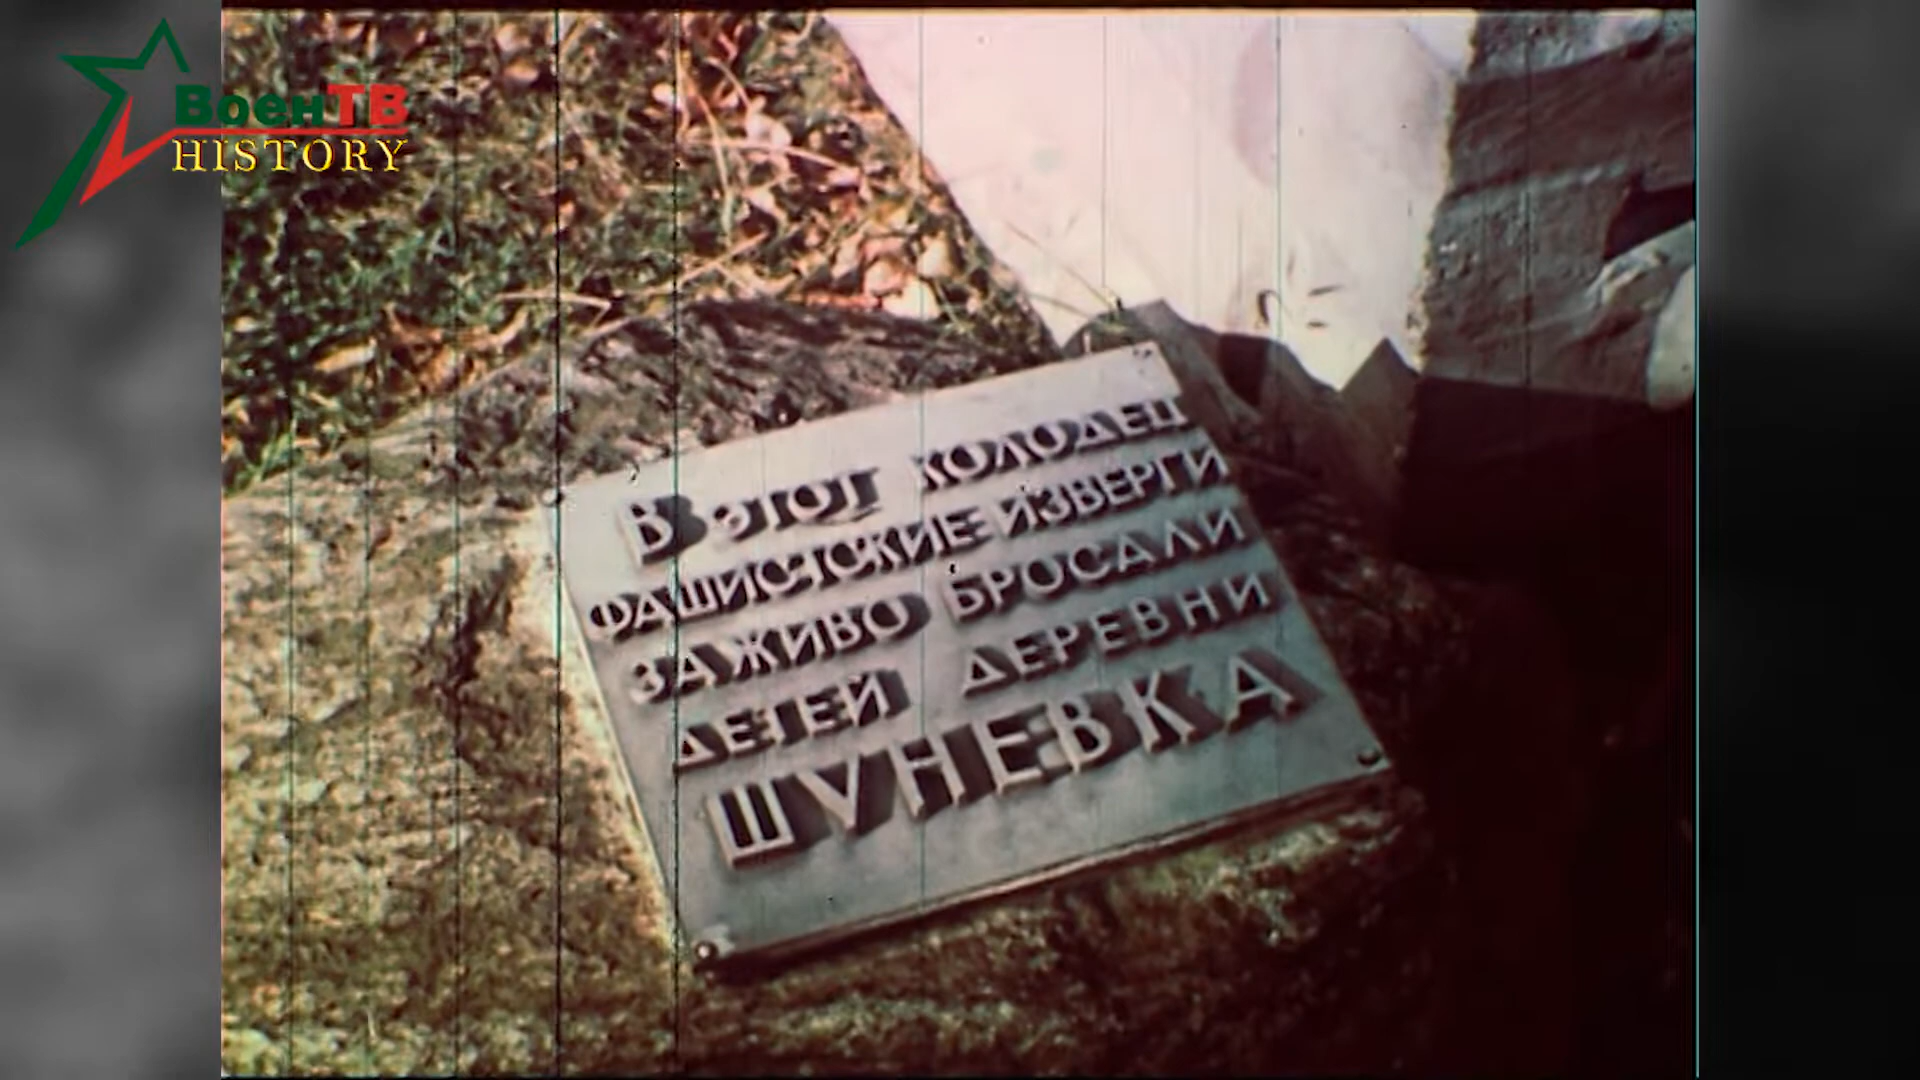 ВоенТВ
HISTORY
В ЭТОТ КОЛОДЕЦ
ФАШИСТСКИЕ ИЗВЕРГИ
ЗАЖИВО БРОСАЛИ
ДЕТЕЙ ДЕРЕВНИ
ШУНЕВКА